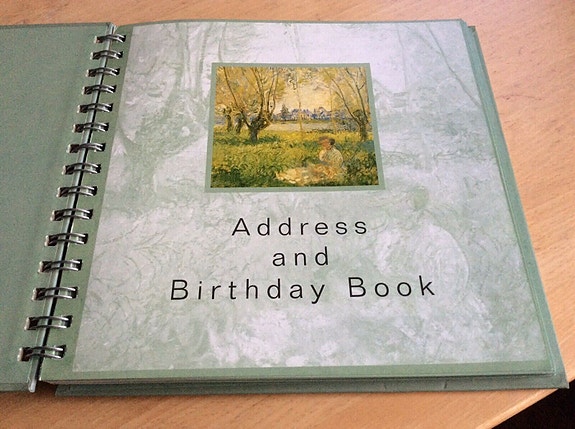 Address
and
Birthday Book